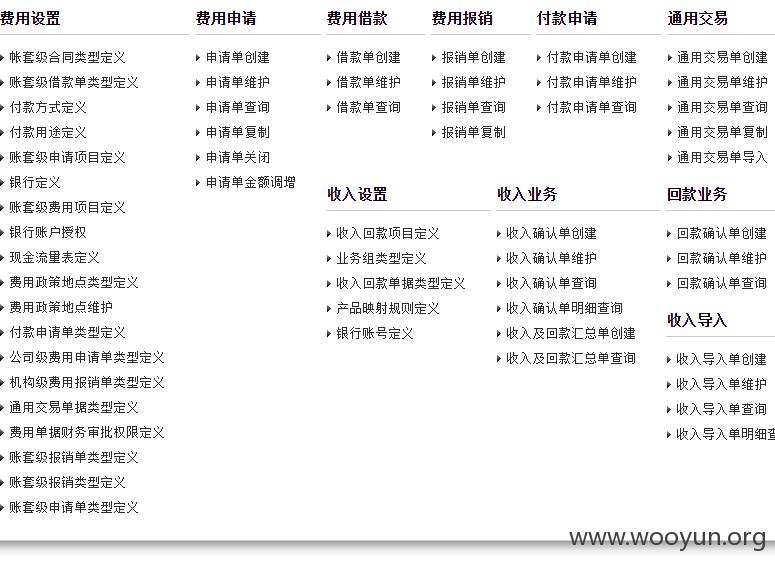 费用设置
帐套级合同类型定义
账套级借款单类型定义
付款方式定义
付款用途定义
账套级申请项目定义
银行定义
账套级费用项目定义
银行账户授权
现金流量表定义
费用政策地点类型定义
费用政策地点维护
付款申请单类型定义
公司级费用申请单类型定义
机构级费用报销单类型定义
通用交易单据类型定义
费用单据财务审批权限定义
账套级报销单类型定义
账套级报销类型定义
账套级申请单类型定义
费用申请
申请单创建
申请单维护
申请单查询
申请单复制
申请单关闭
申请单金额调增
费用借款
借款单创建
借款单维护
借款单查询
费用报销
报销单创建
报销单维护
报销单查询
报销单复制
付款申请
付款申请单创建
付款申请单维护
付款申请单查询
通用交易
通用交易单创建
通用交易单维护
通用交易单查询
通用交易单复制
通用交易单导入
收入设置
收入回款项目定义
业务组类型定义
收入回款单据类型定义
产品映射规则定义
银行账号定义
收入业务
收入确认单创建
收入确认单维护
收入确认单查询
收入确认单明细查询
收入及回款汇总单创建
收入及回款汇总单查询
回款业务
回款确认单创建
回款确认单维护
回款确认单查询
收入导入
收入导入单创建
收入导入单维护
收入导入单查询
收入导入单明细查
www.wooyun.org